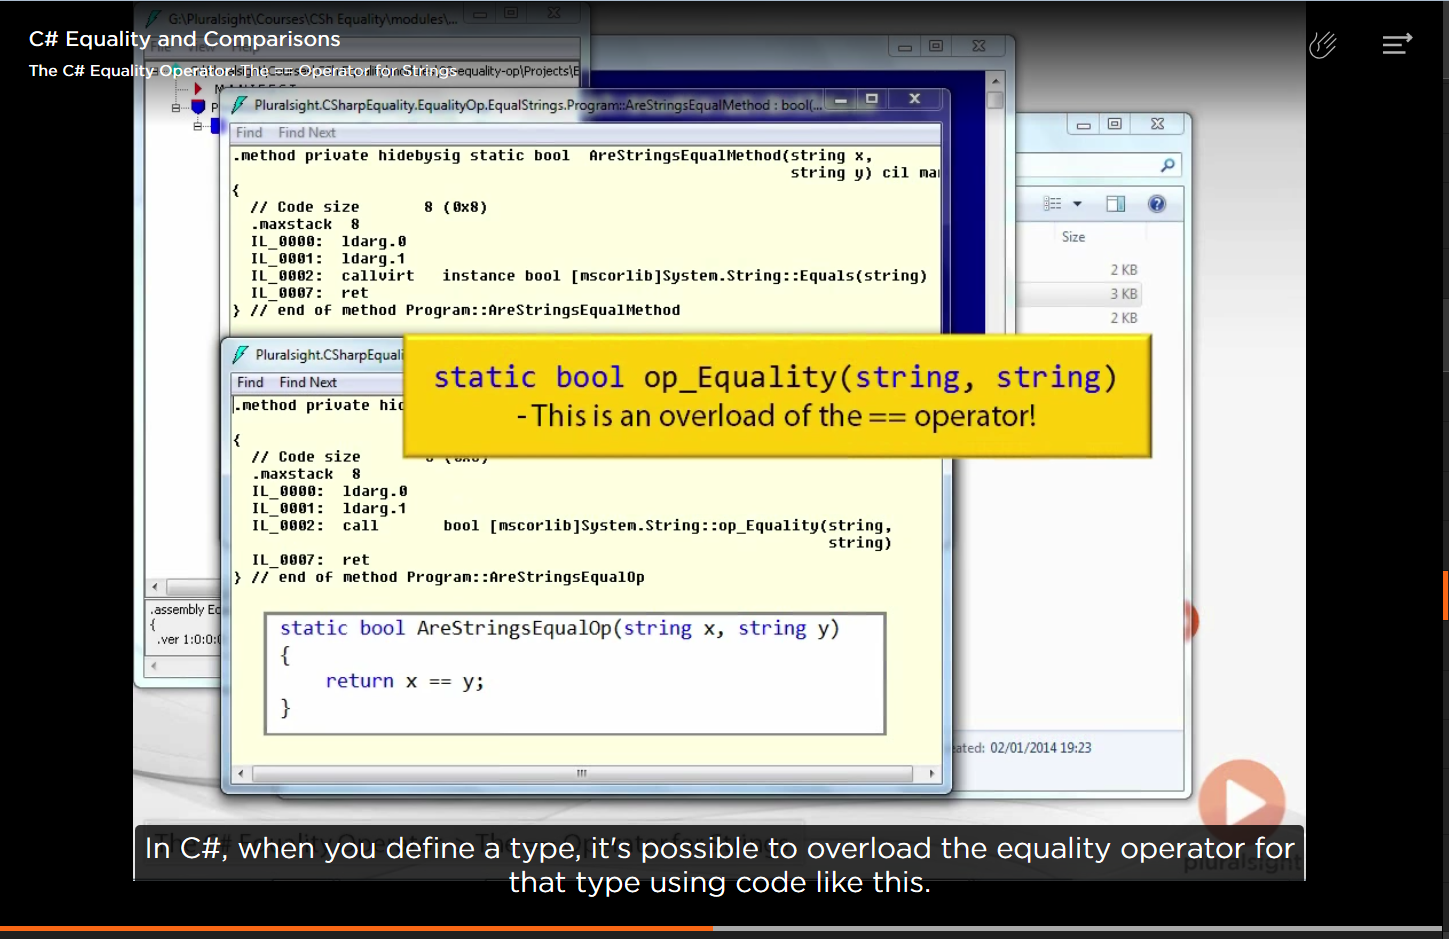 G:\Pluralsight\Courses\CSh Equality\modules\...
C# Equality and Comparisons
The C# Equality Operator: The == Operator for Strings
equality-op\Projects\E
MANIFEST
P
Pluralsight.CSharpEquality.EqualityOp.EqualStrings.Program::AreStringsEqualMethod : bool(...
Find Find Next
.method private hidebysig static bool AreStringsEqualMethod(string x,
string y) cil ma
{
// Code size 8 (0x8)
.maxstack 8
IL_0000: ldarg.0
IL_0001: ldarg.1
IL_0002: callvirt instance bool [mscorlib]System.String::Equals(string)
IL_0007: ret
} // end of method Program::AreStringsEqualMethod
Size
2 KB
3 KB
2 KB
Pluralsight.CSharpEquali
Find Find Next
static bool op_Equality(string, string)
- This is an overload of the == operator!
.method private hid
{
// Code size 8 (0x8)
.maxstack 8
IL_0000: ldarg.0
IL_0001: ldarg.1
IL_0002: call bool [mscorlib]System.String::op_Equality(string,
string)
IL_0007: ret
} // end of method Program::AreStringsEqualOp
.assembly Ec
{
.ver 1:0:0:0
static bool AreStringsEqualOp(string x, string y)
{
return x == y;
}
eated: 02/01/2014 19:23
In C#, when you define a type, it's possible to overload the equality operator for
that type using code like this.
pluralsight